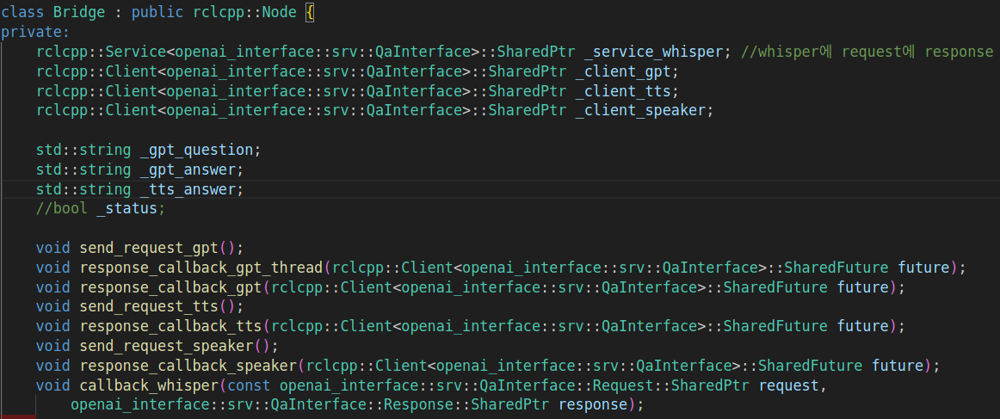 class Bridge : public rclcpp::Node {
private:
    rclcpp::Service<openai_interface::srv::QaInterface>::SharedPtr _service_whisper; //whisper에 request에 response
    rclcpp::Client<openai_interface::srv::QaInterface>::SharedPtr _client_gpt;
    rclcpp::Client<openai_interface::srv::QaInterface>::SharedPtr _client_tts;
    rclcpp::Client<openai_interface::srv::QaInterface>::SharedPtr _client_speaker;
    std::string _gpt_question;
    std::string _gpt_answer;
    std::string _tts_answer;
    //bool _status;
    void send_request_gpt();
    void response_callback_gpt_thread(rclcpp::Client<openai_interface::srv::QaInterface>::SharedFuture future);
    void response_callback_gpt(rclcpp::Client<openai_interface::srv::QaInterface>::SharedFuture future);
    void send_request_tts();
    void response_callback_tts(rclcpp::Client<openai_interface::srv::QaInterface>::SharedFuture future);
    void send_request_speaker();
    void response_callback_speaker(rclcpp::Client<openai_interface::srv::QaInterface>::SharedFuture future);
    void callback_whisper(const openai_interface::srv::QaInterface::Request::SharedPtr request,
        openai_interface::srv::QaInterface::Response::SharedPtr response);